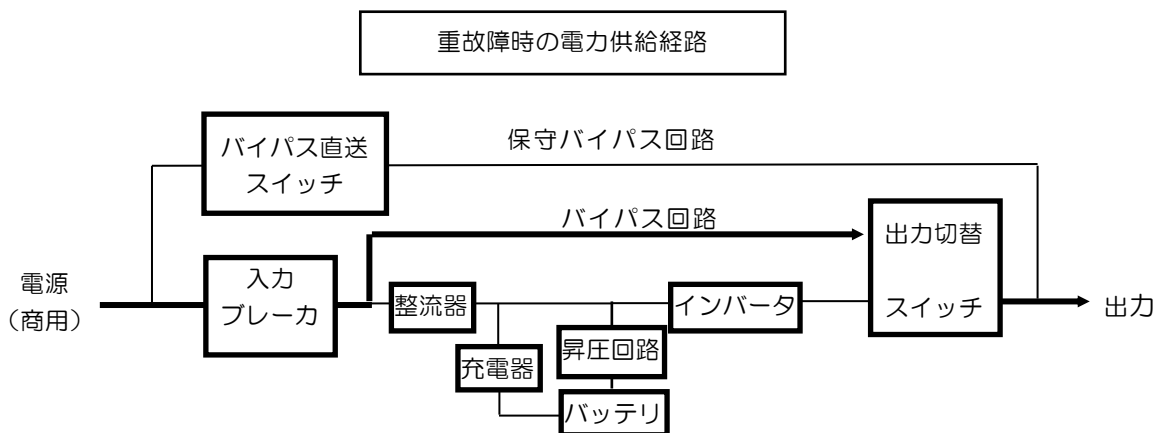 重故障時の電力供給経路
バイパス直送
スイッチ
保守バイパス回路
バイパス回路
電源
（商用）
入力
ブレーカ
整流器
充電器
昇圧回路
バッテリ
インバータ
出力切替
スイッチ
出力